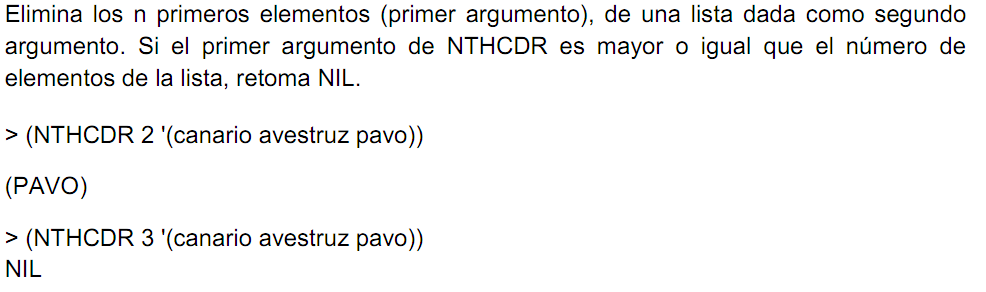 Elimina los n primeros elementos (primer argumento), de una lista dada como segundo
argumento. Si el primer argumento de NTHCDR es mayor o igual que el número de
elementos de la lista, retoma NIL.
> (NTHCDR 2 '(canario avestruz pavo))
(PAVO)
> (NTHCDR 3 '(canario avestruz pavo))
NIL